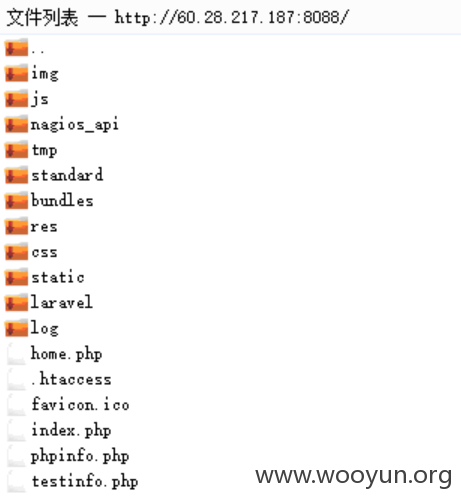 文件列表 — http://60.28.217.187:8088/
..
img
js
nagios_api
tmp
standard
bundles
res
css
static
laravel
log
home.php
.htaccess
favicon.ico
index.php
phpinfo.php
testinfo.php
www.wooyun.org